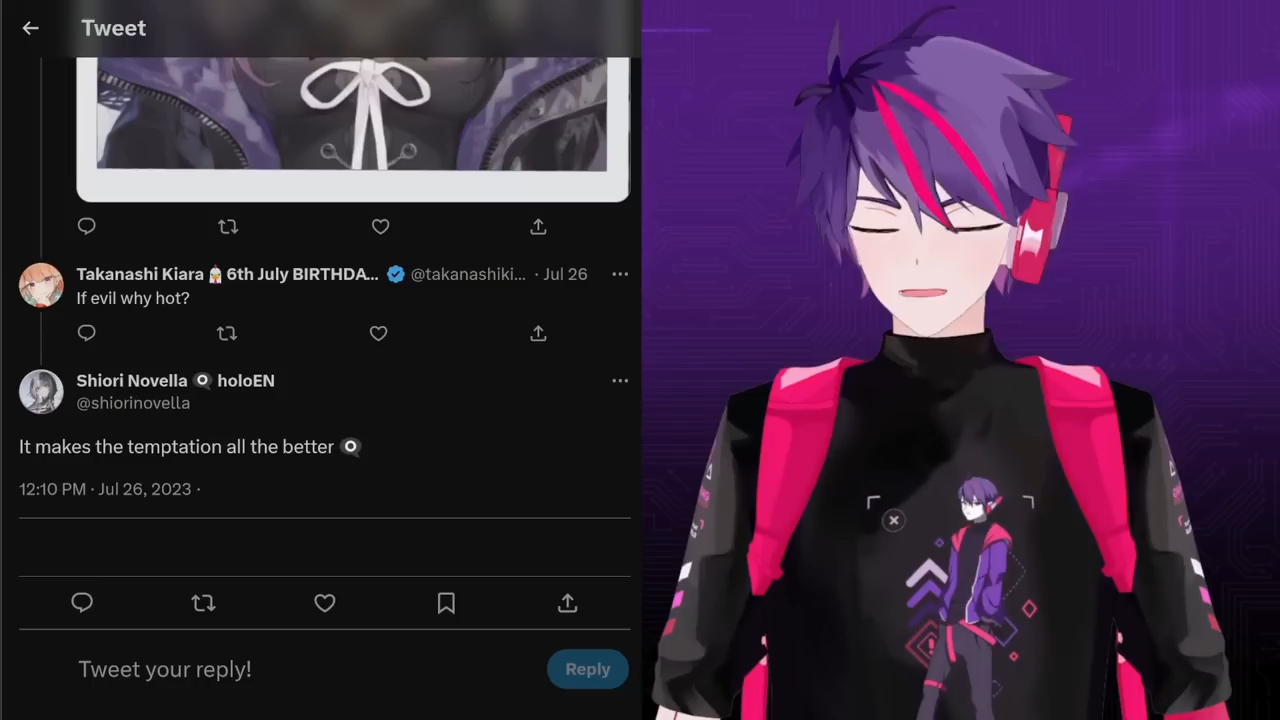 Tweet
Takanashi Kiara 🐔 6th July BIRTHDA... @takanashiki... · Jul 26
If evil why hot?
Shiori Novella 👁‍🗨 holoEN
@shiorinovella
It makes the temptation all the better 👁‍🗨
12:10 PM · Jul 26, 2023 ·
Tweet your reply!
Reply